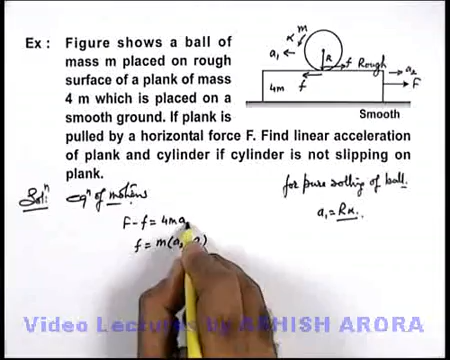 Ex : Figure shows a ball of
mass m placed on rough
surface of a plank of mass
4 m which is placed on a
smooth ground. If plank is
pulled by a horizontal force F. Find linear acceleration
of plank and cylinder if cylinder is not slipping on
plank.
m
α
a₁
R
f Rough
a₂
f
F
4m
Smooth
Solⁿ: eqⁿ of motions
F-f = 4ma
f = m(a
for pure rolling of ball
a₁ = Rα.
Video Lectures by ASHISH ARORA